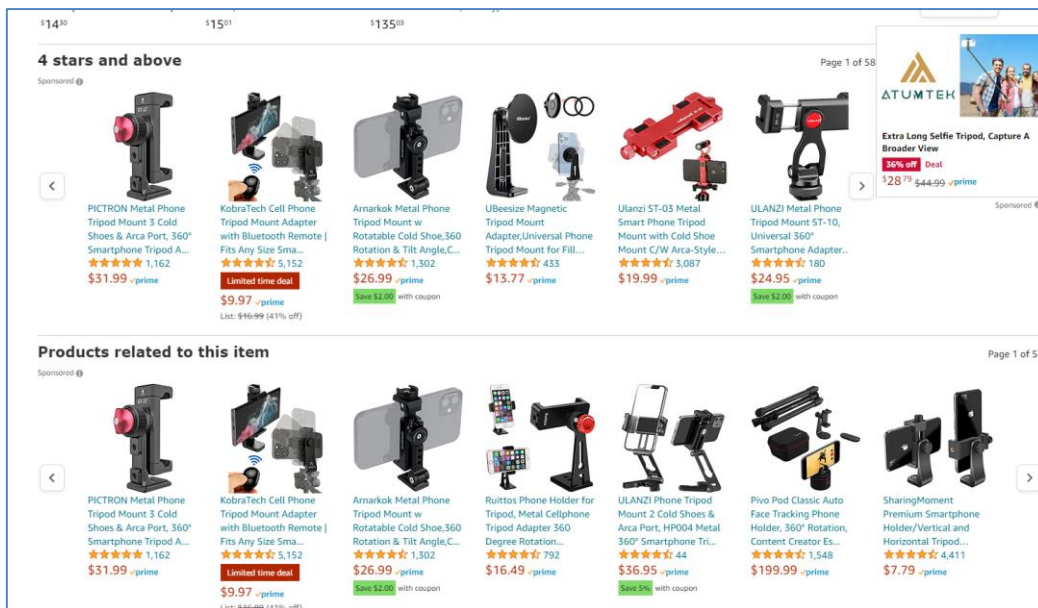 $14³⁰ $15⁰¹ $135⁰³
4 stars and above
Page 1 of 58
Sponsored
PICTRON Metal Phone
Tripod Mount 3 Cold
Shoes & Arca Port, 360°
Smartphone Tripod A...
1,162
$31.99 prime
KobraTech Cell Phone
Tripod Mount Adapter
with Bluetooth Remote |
Fits Any Size Sma...
5,152
Limited time deal
$9.97 prime
List: $16.99 (41% off)
Arnarkok Metal Phone
Tripod Mount w
Rotatable Cold Shoe,360
Rotation & Tilt Angle,C...
1,302
$26.99 prime
Save $2.00 with coupon
UBeesize Magnetic
Tripod Mount
Adapter,Universal Phone
Tripod Mount for Fill...
433
$13.77 prime
Ulanzi ST-03 Metal
Smart Phone Tripod
Mount with Cold Shoe
Mount C/W Arca-Style...
3,087
$19.99 prime
ULANZI Metal Phone
Tripod Mount ST-10,
Universal 360°
Smartphone Adapter..
180
$24.95 prime
Save $2.00 with coupon
ATUMTEK
Extra Long Selfie Tripod, Capture A
Broader View
36% off Deal
$28⁷⁹ $44.99 prime
Sponsored
Products related to this item
Page 1 of 5
Sponsored
PICTRON Metal Phone
Tripod Mount 3 Cold
Shoes & Arca Port, 360°
Smartphone Tripod A...
1,162
$31.99 prime
KobraTech Cell Phone
Tripod Mount Adapter
with Bluetooth Remote |
Fits Any Size Sma...
5,152
Limited time deal
$9.97 prime
List: $16.99 (41% off)
Arnarkok Metal Phone
Tripod Mount w
Rotatable Cold Shoe,360
Rotation & Tilt Angle,C...
1,302
$26.99 prime
Save $2.00 with coupon
Ruittos Phone Holder for
Tripod, Metal Cellphone
Tripod Adapter 360
Degree Rotation...
792
$16.49 prime
ULANZI Phone Tripod
Mount 2 Cold Shoes &
Arca Port, HP004 Metal
360° Smartphone Tri...
44
$36.95 prime
Save 5% with coupon
Pivo Pod Classic Auto
Face Tracking Phone
Holder, 360° Rotation,
Content Creator Es...
1,548
$199.99 prime
SharingMoment
Premium Smartphone
Holder/Vertical and
Horizontal Tripod...
4,411
$7.79 prime